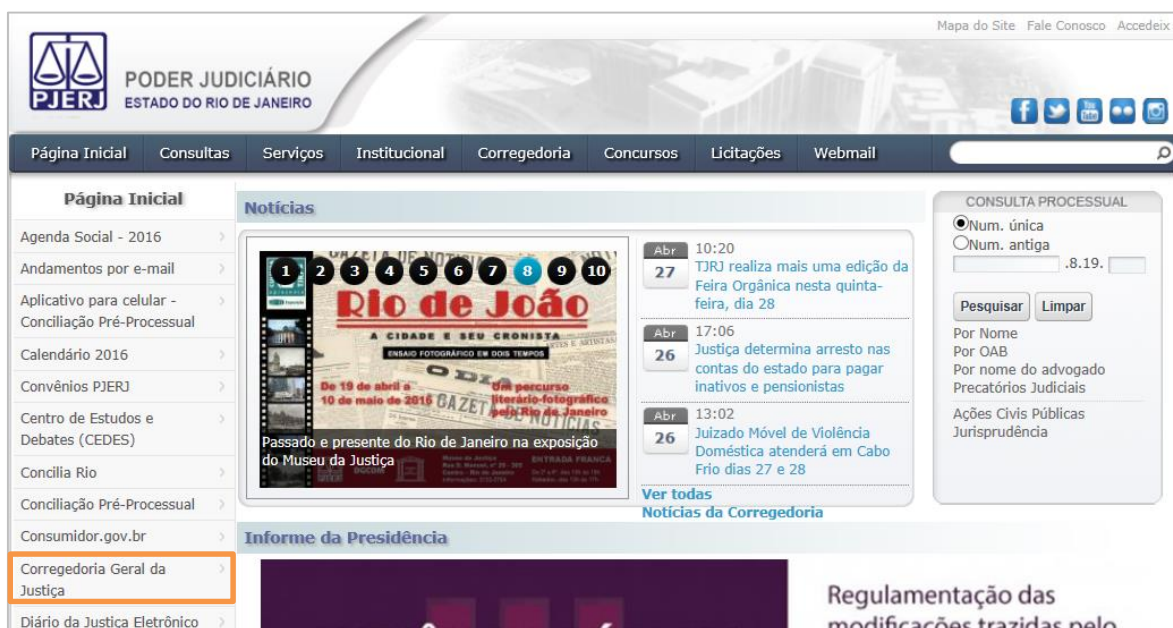 Mapa do Site Fale Conosco Accedeix
PJERJ
PODER JUDICIÁRIO
ESTADO DO RIO DE JANEIRO
Página Inicial Consultas Serviços Institucional Corregedoria Concursos Licitações Webmail
Página Inicial
Agenda Social - 2016
Andamentos por e-mail
Aplicativo para celular -
Conciliação Pré-Processual
Calendário 2016
Convênios PJERJ
Centro de Estudos e
Debates (CEDES)
Concilia Rio
Conciliação Pré-Processual
Consumidor.gov.br
Corregedoria Geral da
Justiça
Diário da Justiça Eletrônico
Notícias
1 2 3 4 5 6 7 8 9 10
Rio de João
A CIDADE E SEU CRONISTA
ENSAIO FOTOGRÁFICO EM DOIS TEMPOS
De 19 de abril a
10 de maio de 2016
Um percurso
literário-fotográfico
pelo Rio de Janeiro
Passado e presente do Rio de Janeiro na exposição
do Museu da Justiça
ENTRADA FRANCA
Abr
27
10:20
TJRJ realiza mais uma edição da
Feira Orgânica nesta quinta-
feira, dia 28
Abr
26
17:06
Justiça determina arresto nas
contas do estado para pagar
inativos e pensionistas
Abr
26
13:02
Juizado Móvel de Violência
Doméstica atenderá em Cabo
Frio dias 27 e 28
Ver todas
Notícias da Corregedoria
CONSULTA PROCESSUAL
Num. única
Num. antiga
.8.19.
Pesquisar Limpar
Por Nome
Por OAB
Por nome do advogado
Precatórios Judiciais
Ações Civis Públicas
Jurisprudência
Informe da Presidência
Regulamentação das
modificações trazidas pelo